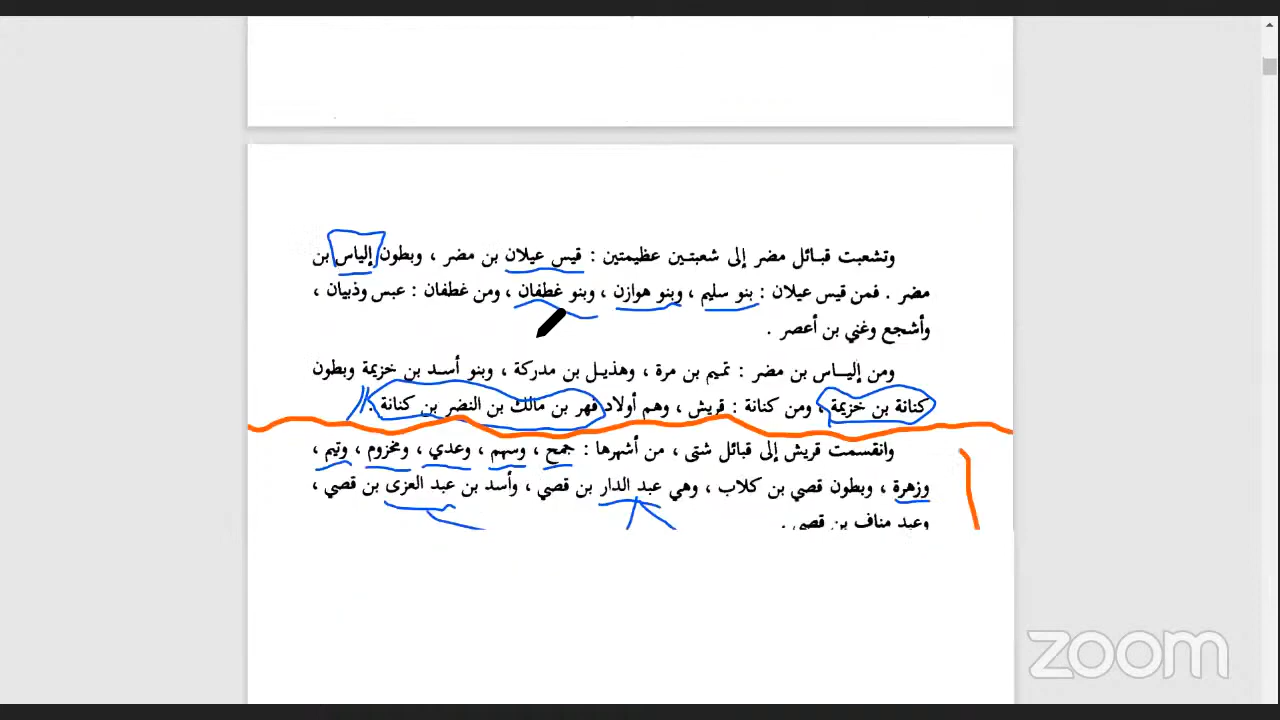 وتشعبت قبائل مضر إلى شعبتين عظيمتين : قيس عيلان بن مضر ، وبطون إلياس بن
مضر . فمن قيس عيلان : بنو سليم ، وبنو هوازن ، وبنو غطفان ، ومن غطفان : عبس وذبيان ،
وأشجع وغني بن أعصر .
ومن إلياس بن مضر : تميم بن مرة ، وهذيل بن مدركة ، وبنو أسد بن خزيمة وبطون
كنانة بن خزيمة ، ومن كنانة : قريش ، وهم أولاد فهر بن مالك بن النضر بن كنانة .
وانقسمت قريش إلى قبائل شتى ، من أشهرها : جمح ، وسهم ، وعدي ، ومخزوم ، وتيم ،
وزهرة ، وبطون قصي بن كلاب ، وهي عبد الدار بن قصي ، وأسد بن عبد العزى بن قصي ،
وعبد مناف بن قصي .
zoom